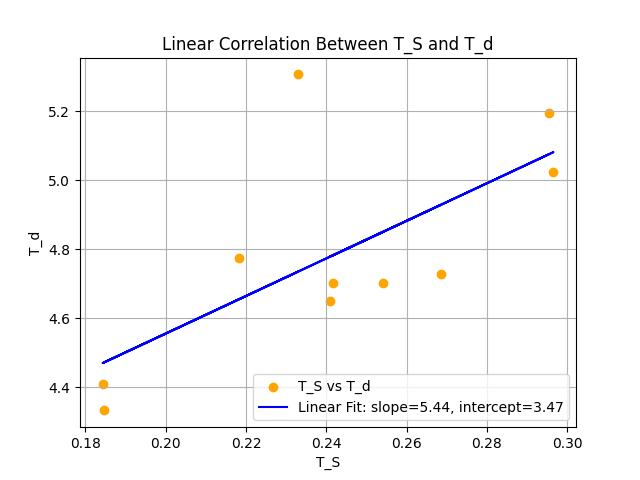 Linear Correlation Between T_S and T_d
T_d
5.2
5.0
4.8
4.6
4.4
T_S vs T_d
Linear Fit: slope=5.44, intercept=3.47
0.18 0.20 0.22 0.24 0.26 0.28 0.30
T_S